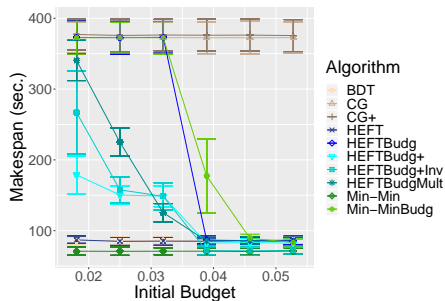 400
300
200
100
Makespan (sec.)
0.02
0.03
0.04
0.05
Initial Budget
Algorithm
BDT
CG
CG+
HEFT
HEFTBudg
HEFTBudg+
HEFTBudg+Inv
HEFTBudgMult
Min−Min
Min−MinBudg